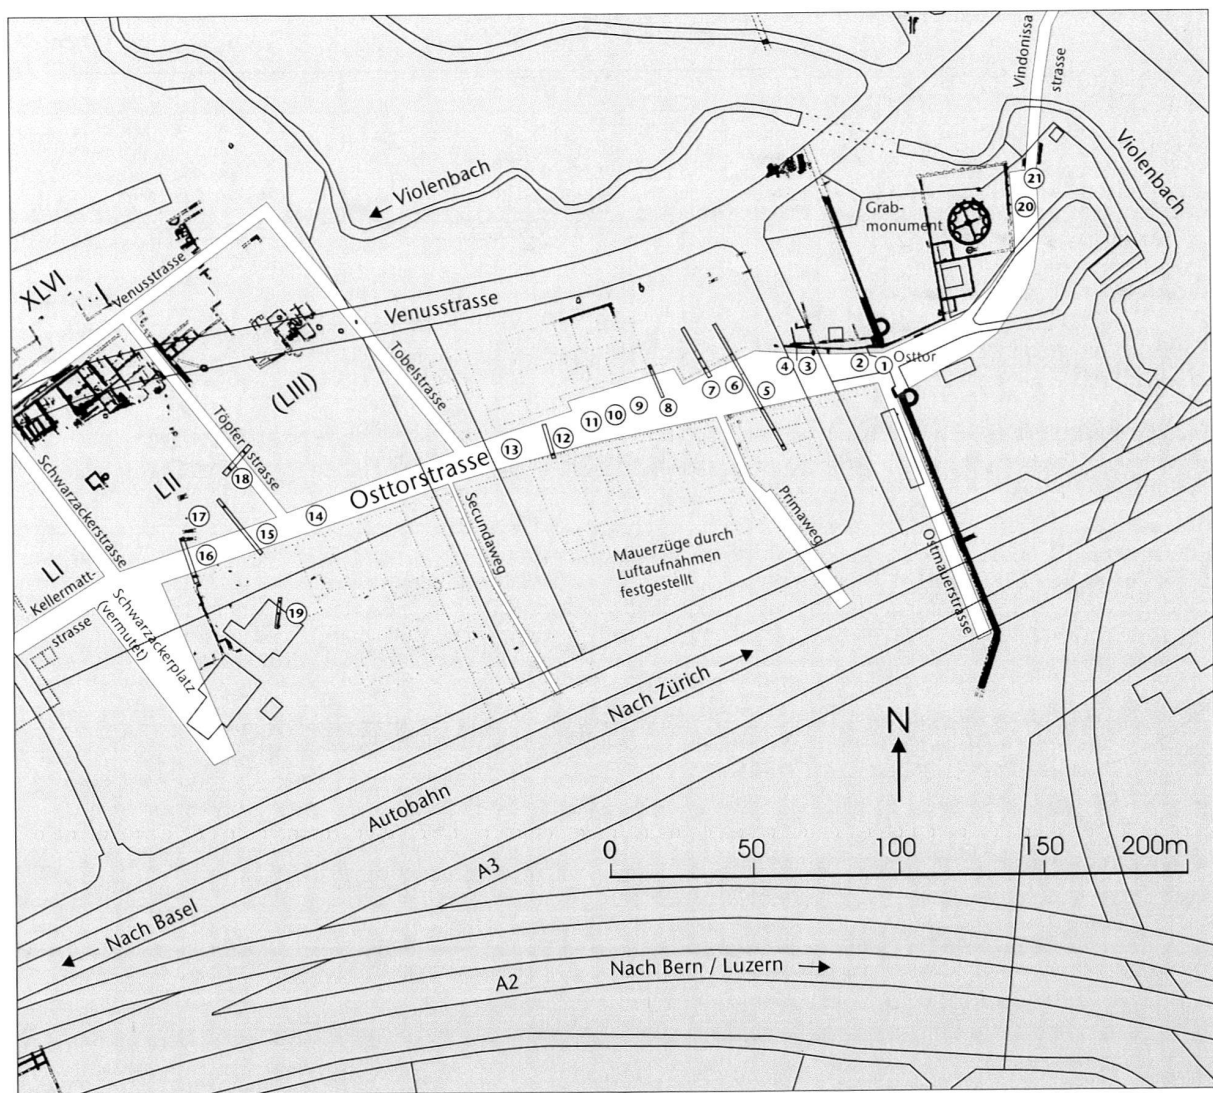 Vindonissa
strasse
Violenbach
Violenbach
Grab-
monument
21
20
XLVI
Venusstrasse
Venusstrasse
Tobelstrasse
(LIII)
Töpferstrasse
Osttor
4
3
2
1
7
6
5
11
10
9
8
13
12
Osttorstrasse
14
15
18
LII
17
16
Schwarzackerstrasse
LI
Kellermatt-
strasse
Schwarzackerplatz
(vermutet)
19
Secundaweg
Mauerzüge durch
Luftaufnahmen
festgestellt
Primaweg
Ostmauerstrasse
Nach Zürich
N
Autobahn
0 50 100 150 200m
A3
Nach Basel
A2
Nach Bern / Luzern